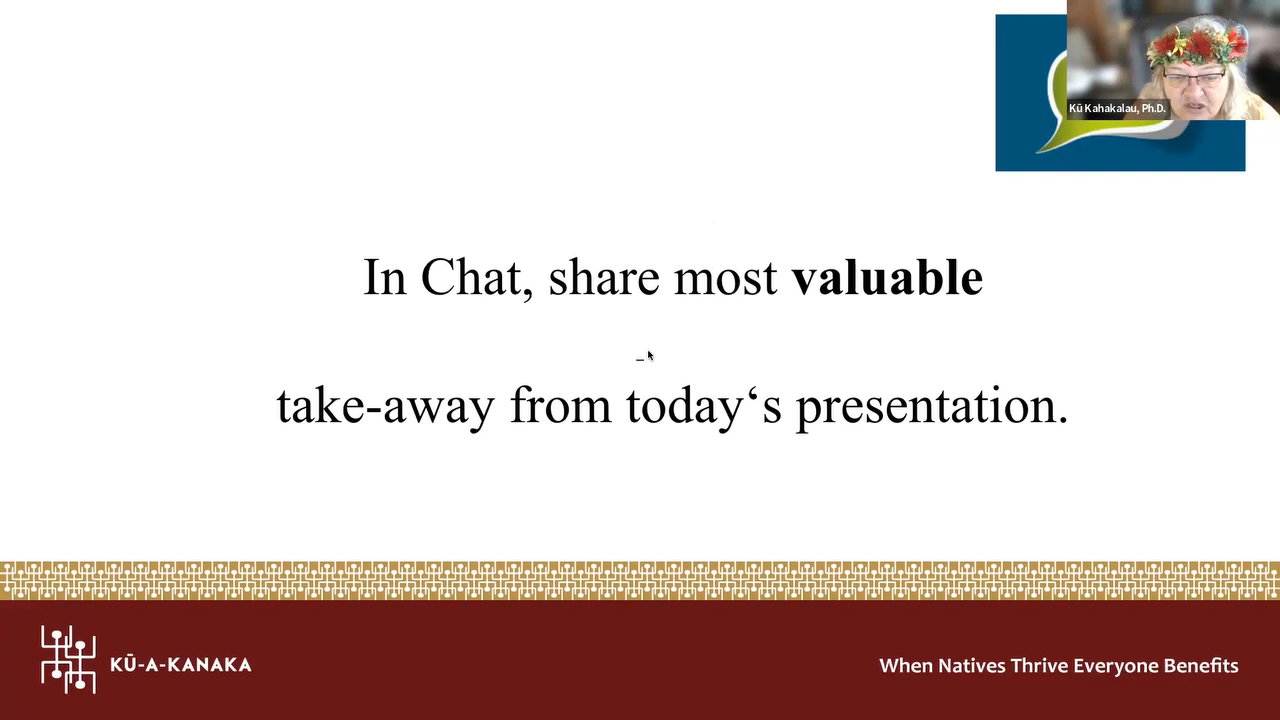 Kū Kahakalau, Ph.D.
In Chat, share most valuable
take-away from today‘s presentation.
KŪ-A-KANAKA
When Natives Thrive Everyone Benefits